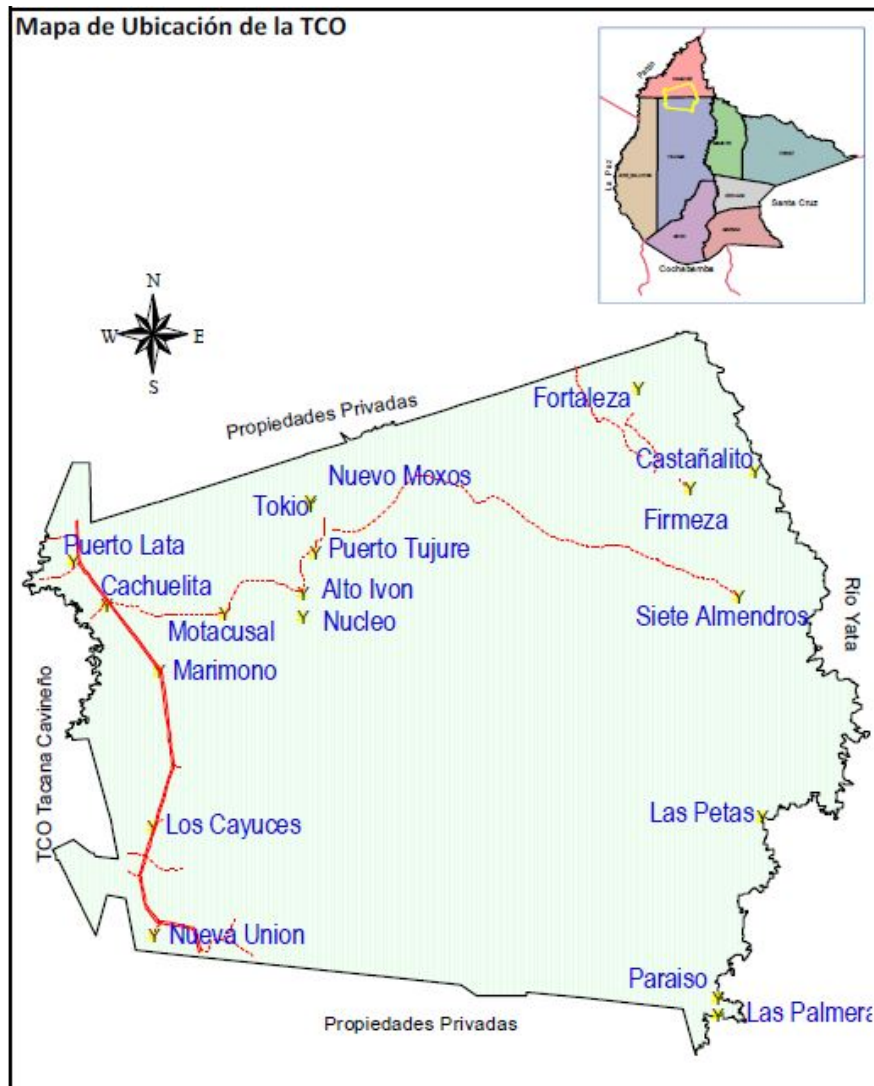 Mapa de Ubicación de la TCO
Pando
La Paz
Santa Cruz
Cochabamba
N
W E
S
Propiedades Privadas
Fortaleza
Castañalito
Nuevo Moxos
Tokio
Firmeza
Puerto Tujure
Puerto Lata
Cachuelita
Alto Ivon
Siete Almendros
Motacusal
Nucleo
Río Yata
Marimono
TCO Tacana Cavineño
Las Petas
Los Cayuces
Nueva Union
Paraiso
Las Palmera
Propiedades Privadas